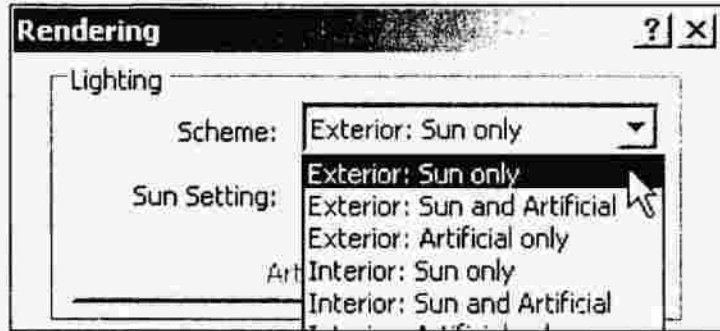 Rendering ? ×
Lighting
Scheme: Exterior: Sun only
Exterior: Sun only
Sun Setting: Exterior: Sun and Artificial
Exterior: Artificial only
Art Interior: Sun only
Interior: Sun and Artificial